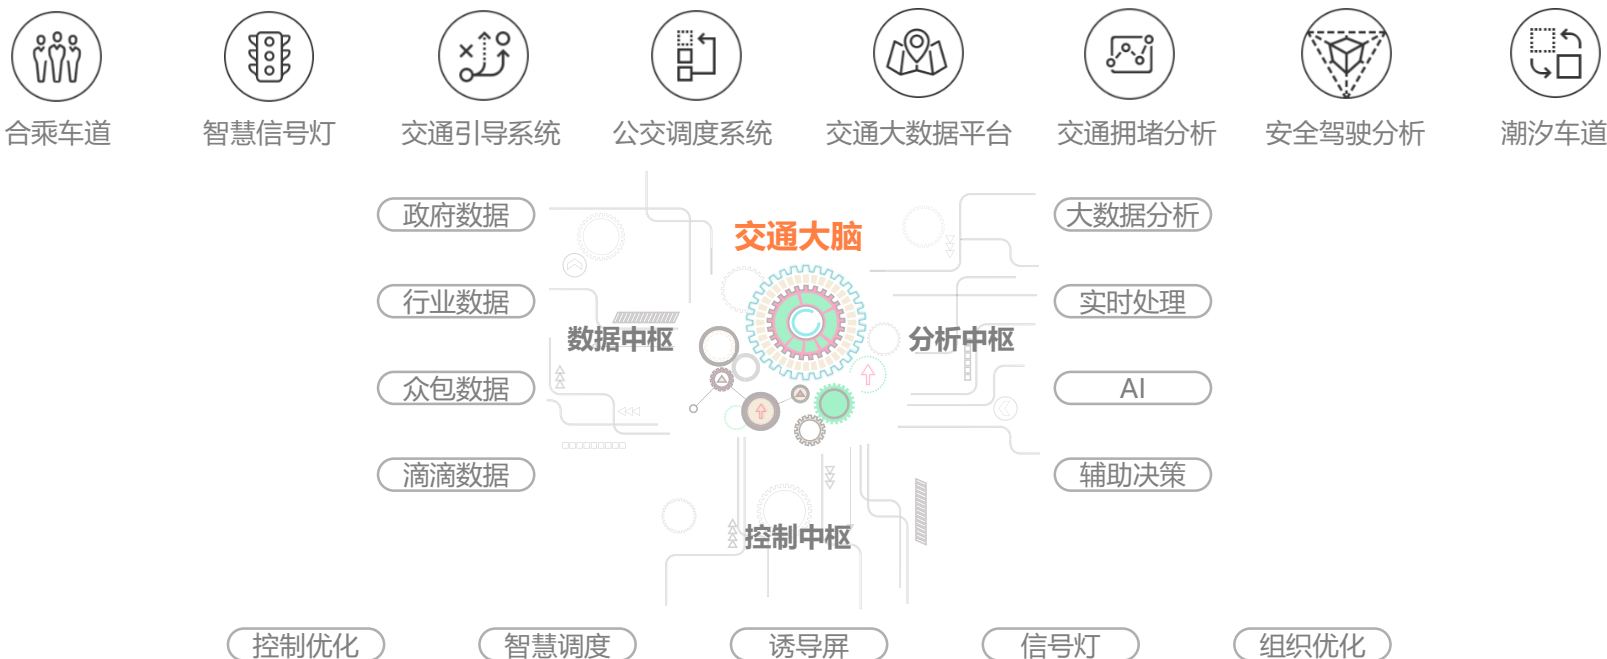 合乘车道
智慧信号灯
交通引导系统
公交调度系统
交通大数据平台
交通拥堵分析
安全驾驶分析
潮汐车道
政府数据
交通大脑
大数据分析
行业数据
实时处理
数据中枢
分析中枢
众包数据
AI
滴滴数据
辅助决策
控制中枢
控制优化
智慧调度
诱导屏
信号灯
组织优化